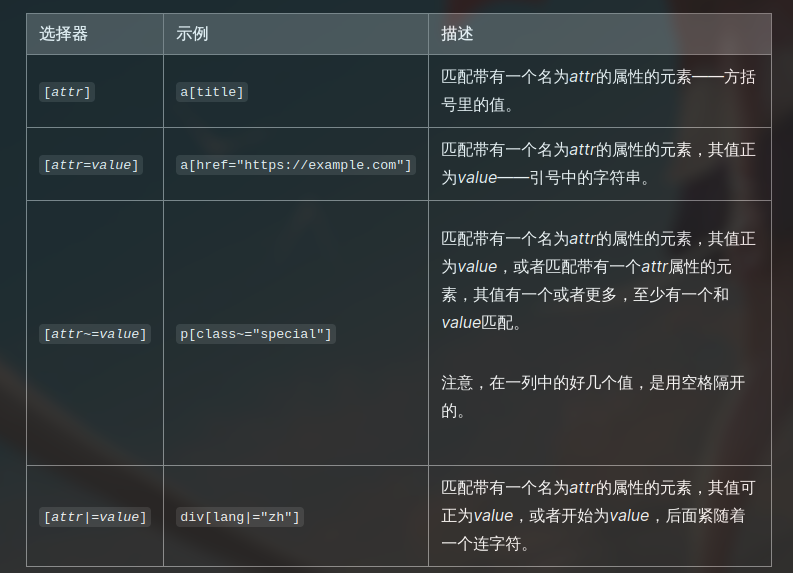 选择器 示例 描述
[attr] a[title] 匹配带有一个名为attr的属性的元素——方括
号里的值。
[attr=value] a[href="https://example.com"] 匹配带有一个名为attr的属性的元素，其值正
为value——引号中的字符串。
匹配带有一个名为attr的属性的元素，其值正
为value，或者匹配带有一个attr属性的元
素，其值有一个或者更多，至少有一个和
[attr~=value] p[class~="special"] value匹配。
注意，在一列中的好几个值，是用空格隔开
的。
匹配带有一个名为attr的属性的元素，其值可
[attr|=value] div[lang|="zh"] 正为value，或者开始为value，后面紧随着
一个连字符。